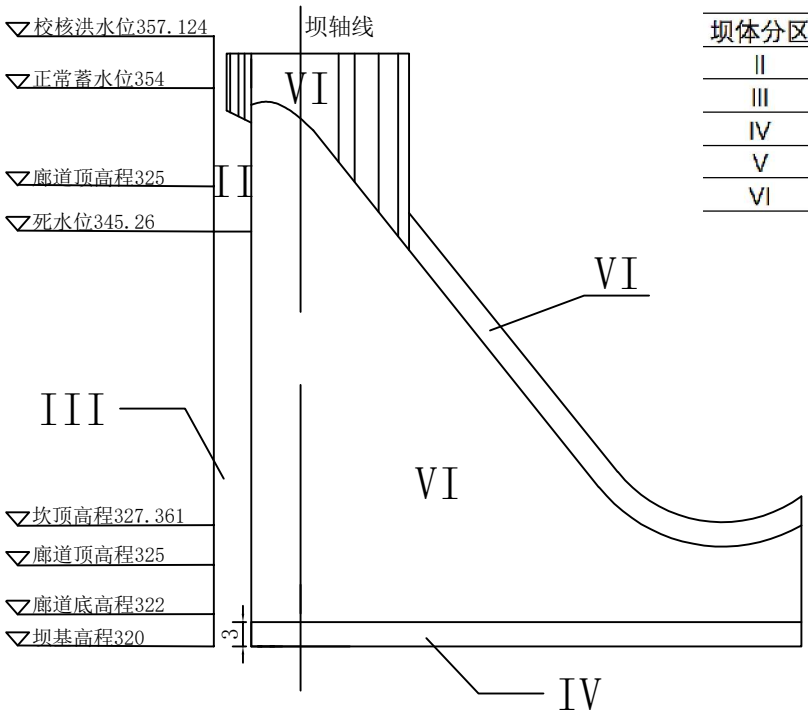 校核洪水位357.124
坝轴线
坝体分区
正常蓄水位354
VI
II
III
IV
V
VI
廊道顶高程325
II
死水位345.26
VI
III
VI
坎顶高程327.361
廊道顶高程325
廊道底高程322
坝基高程320
3
IV